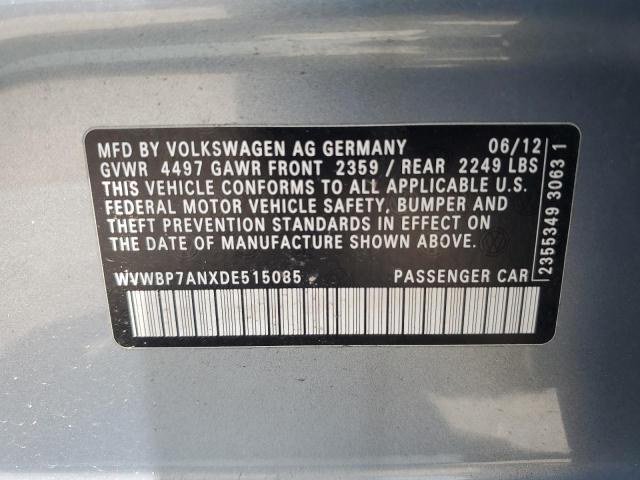 MFD BY VOLKSWAGEN AG GERMANY 06/12
GVWR 4497 GAWR FRONT 2359 / REAR 2249 LBS
THIS VEHICLE CONFORMS TO ALL APPLICABLE U.S.
FEDERAL MOTOR VEHICLE SAFETY, BUMPER AND
THEFT PREVENTION STANDARDS IN EFFECT ON
THE DATE OF MANUFACTURE SHOWN ABOVE.
WVWBP7ANXDE515085 PASSENGER CAR
2355349 3063 1